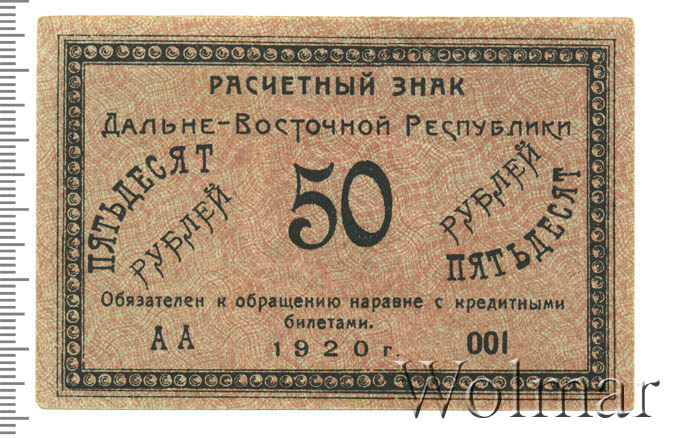 РАСЧЕТНЫЙ ЗНАК
ДАЛЬНЕ-ВОСТОЧНОЙ РЕСПУБЛИКИ
ПЯТЬДЕСЯТ
РУБЛЕЙ
50
РУБЛЕЙ
ПЯТЬДЕСЯТ
Обязателен к обращению наравне с кредитными
билетами.
АА
1920 г.
001
Wolmar